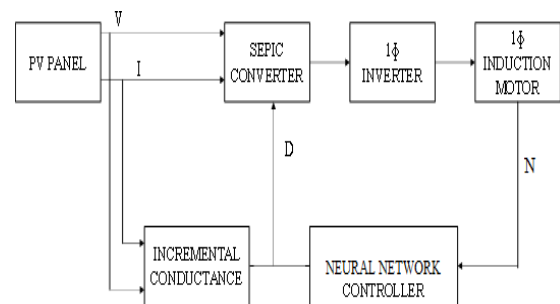 V
I
PV PANEL
SEPIC
CONVERTER
1ϕ
INVERTER
1ϕ
INDUCTION
MOTOR
D
N
INCREMENTAL
CONDUCTANCE
NEURAL NETWORK
CONTROLLER